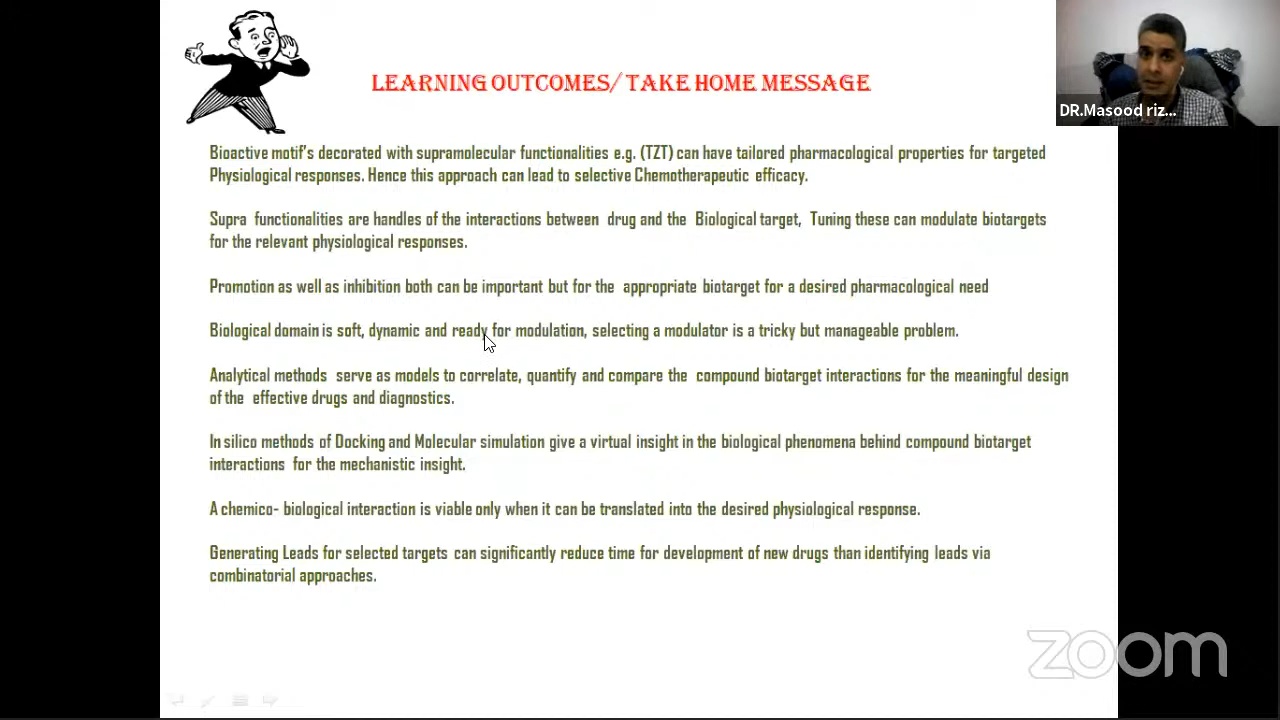 LEARNING OUTCOMES/ TAKE HOME MESSAGE
DR.Masood riz...
Bioactive motif's decorated with supramolecular functionalities e.g. (TZT) can have tailored pharmacological properties for targeted
Physiological responses. Hence this approach can lead to selective Chemotherapeutic efficacy.
Supra functionalities are handles of the interactions between drug and the Biological target, Tuning these can modulate biotargets
for the relevant physiological responses.
Promotion as well as inhibition both can be important but for the appropriate biotarget for a desired pharmacological need
Biological domain is soft, dynamic and ready for modulation, selecting a modulator is a tricky but manageable problem.
Analytical methods serve as models to correlate, quantify and compare the compound biotarget interactions for the meaningful design
of the effective drugs and diagnostics.
In silico methods of Docking and Molecular simulation give a virtual insight in the biological phenomena behind compound biotarget
interactions for the mechanistic insight.
A chemico- biological interaction is viable only when it can be translated into the desired physiological response.
Generating Leads for selected targets can significantly reduce time for development of new drugs than identifying leads via
combinatorial approaches.
zoom